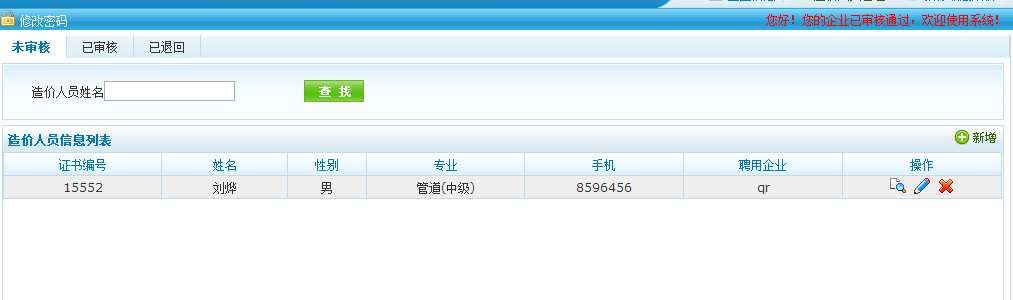 修改密码 您好！您的企业已审核通过，欢迎使用系统！
未审核 已审核 已退回
造价人员姓名 查 找
造价人员信息列表 新增
证书编号 姓名 性别 专业 手机 聘用企业 操作
15552 刘烨 男 管道(中级) 8596456 qr